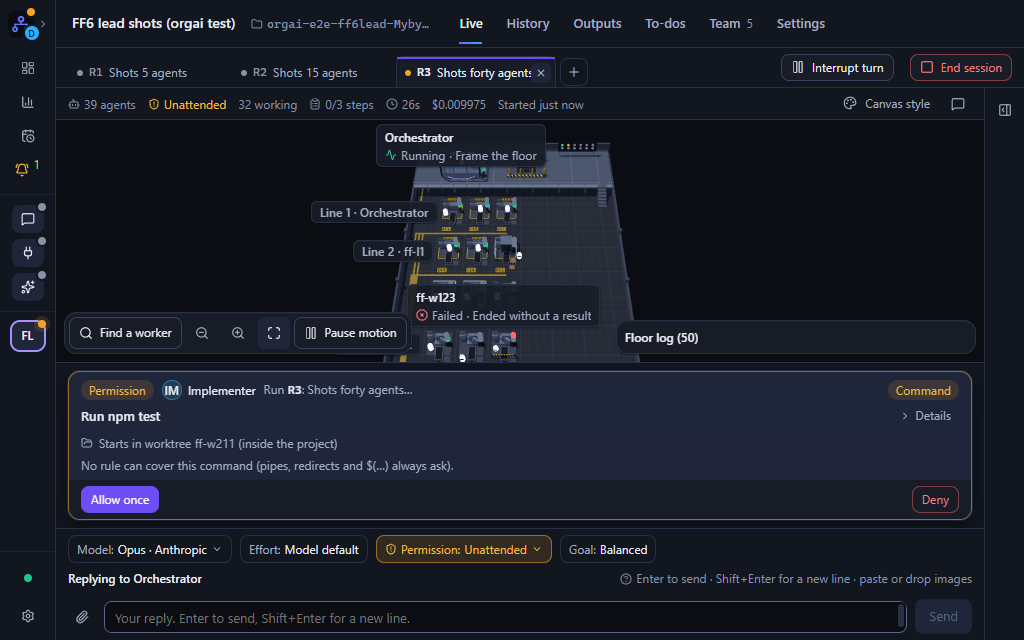 FF6 lead shots (orgai test)
orgai-e2e-ff6lead-Myby…
Live
History
Outputs
To-dos
Team 5
Settings
D
R1 Shots 5 agents
R2 Shots 15 agents
R3 Shots forty agents
Interrupt turn
End session
39 agents
Unattended
32 working
0/3 steps
26s
$0.009975
Started just now
Canvas style
1
Orchestrator
Running · Frame the floor
Line 1 · Orchestrator
Line 2 · ff-l1
ff-w123
Failed · Ended without a result
FL
Find a worker
Pause motion
Floor log (50)
Permission
IM
Implementer
Run R3: Shots forty agents...
Command
Run npm test
Details
Starts in worktree ff-w211 (inside the project)
No rule can cover this command (pipes, redirects and $(...) always ask).
Allow once
Deny
Model: Opus · Anthropic
Effort: Model default
Permission: Unattended
Goal: Balanced
Replying to Orchestrator
Enter to send · Shift+Enter for a new line · paste or drop images
Your reply. Enter to send, Shift+Enter for a new line.
Send